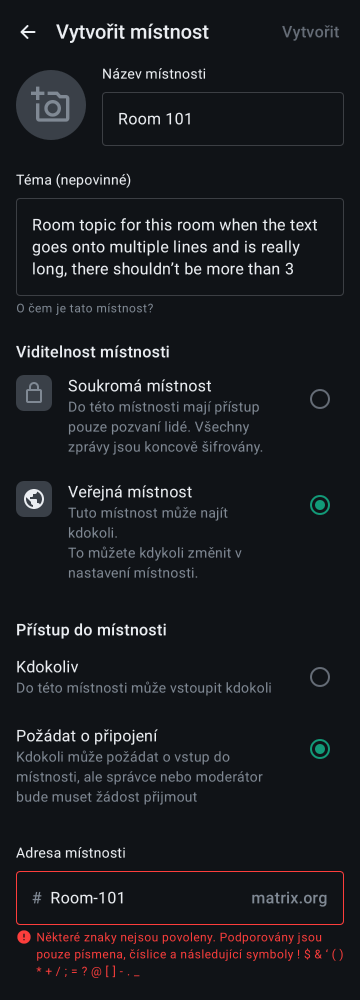 Vytvořit místnost
Vytvořit
Název místnosti
Room 101
Téma (nepovinné)
Room topic for this room when the text
goes onto multiple lines and is really
long, there shouldn’t be more than 3
O čem je tato místnost?
Viditelnost místnosti
Soukromá místnost
Do této místnosti mají přístup
pouze pozvaní lidé. Všechny
zprávy jsou koncově šifrovány.
Veřejná místnost
Tuto místnost může najít
kdokoli.
To můžete kdykoli změnit v
nastavení místnosti.
Přístup do místnosti
Kdokoliv
Do této místnosti může vstoupit kdokoli
Požádat o připojení
Kdokoli může požádat o vstup do
místnosti, ale správce nebo moderátor
bude muset žádost přijmout
Adresa místnosti
# Room-101 matrix.org
Některé znaky nejsou povoleny. Podporovány jsou
pouze písmena, číslice a následující symboly ! $ & ‘ ( )
* + / ; = ? @ [ ] - . _